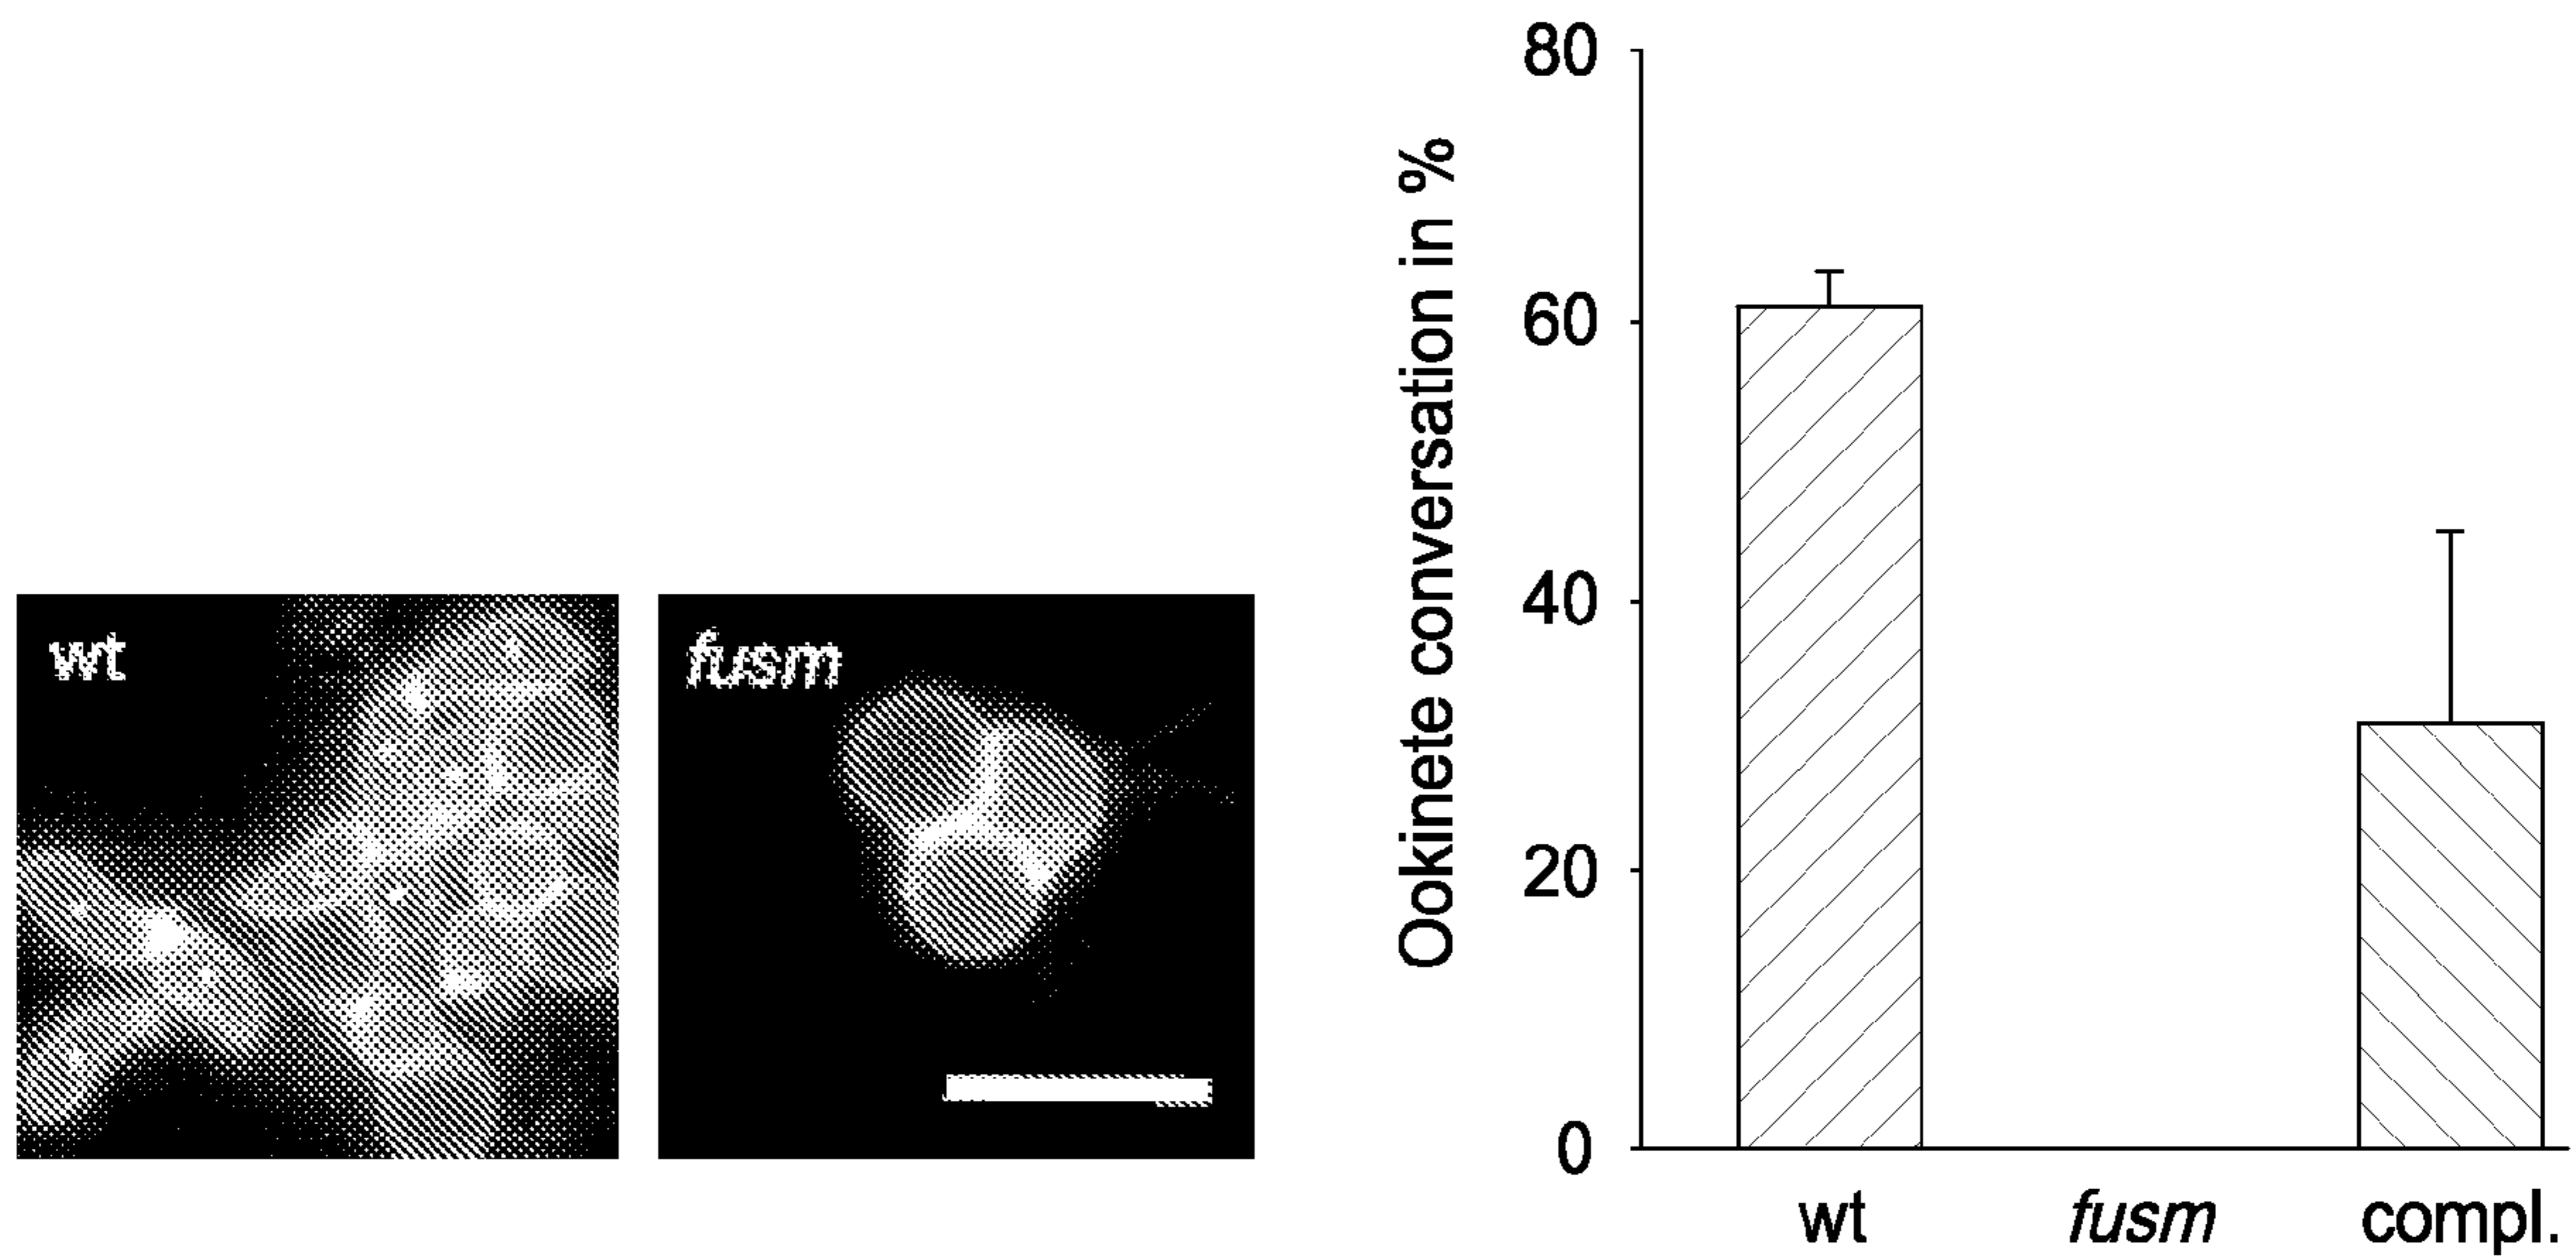 wt
fusm
Ookinete conversation in %
80
60
40
20
0
wt
fusm
compl.